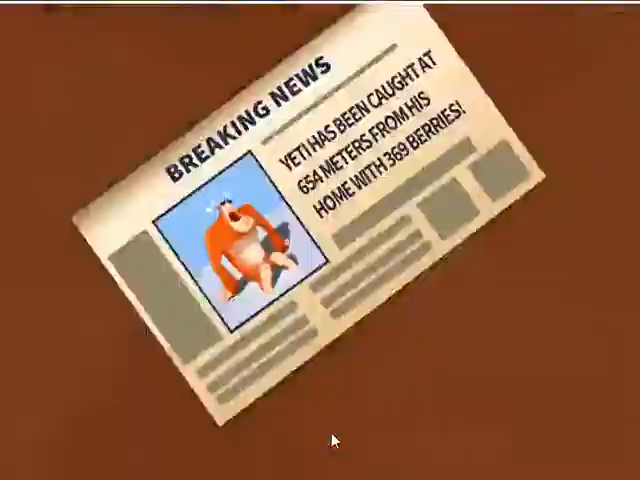 BREAKING NEWS
YETI HAS BEEN CAUGHT AT
654 METERS FROM HIS
HOME WITH 369 BERRIES!